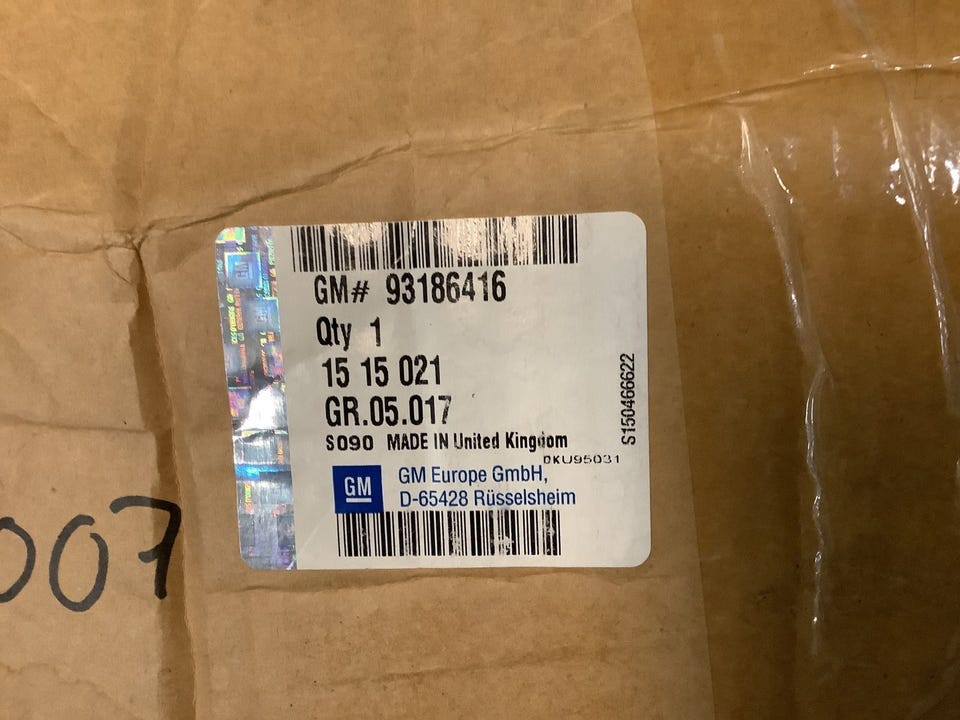 GM# 93186416
Qty 1
15 15 021
GR.05.017
S090 MADE IN United Kingdom
DKU95031
GM
GM Europe GmbH,
D-65428 Rüsselsheim
S150466622
007
GM